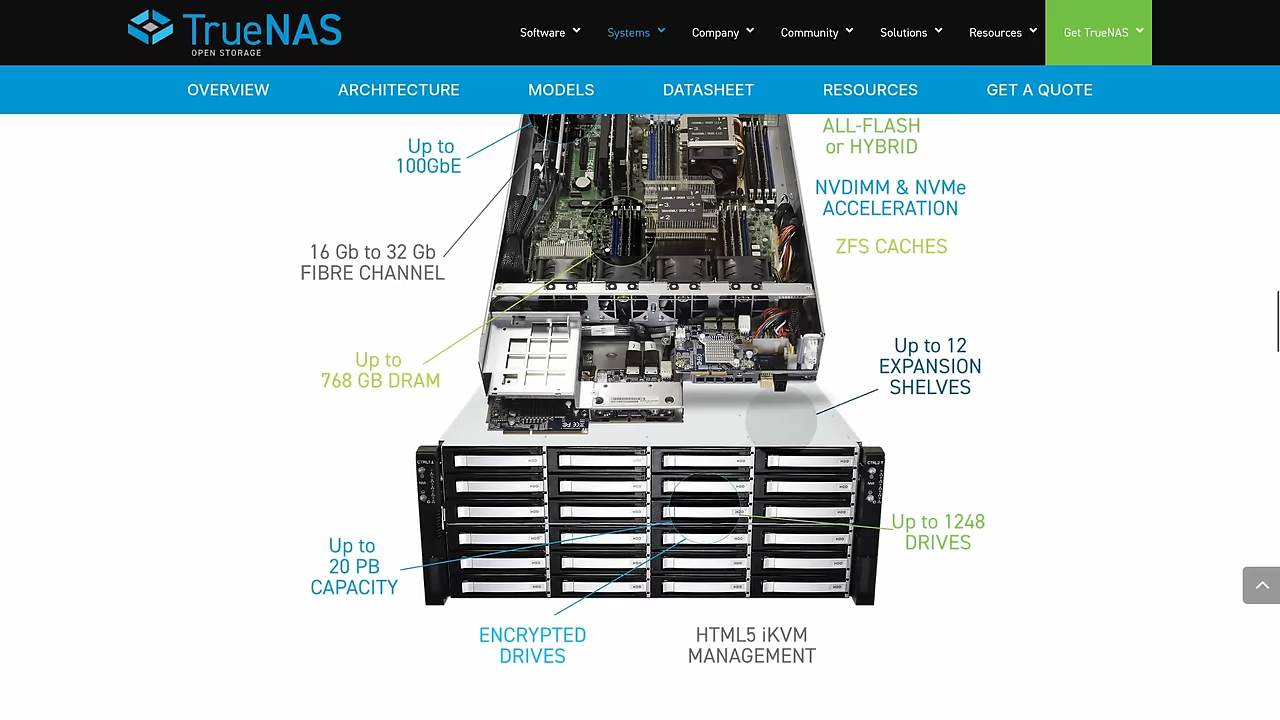 TrueNAS
OPEN STORAGE
Software
Systems
Company
Community
Solutions
Resources
Get TrueNAS
OVERVIEW
ARCHITECTURE
MODELS
DATASHEET
RESOURCES
GET A QUOTE
Up to
100GbE
ALL-FLASH
or HYBRID
NVDIMM & NVMe
ACCELERATION
16 Gb to 32 Gb
FIBRE CHANNEL
ZFS CACHES
Up to
768 GB DRAM
Up to 12
EXPANSION
SHELVES
Up to 1248
DRIVES
Up to
20 PB
CAPACITY
ENCRYPTED
DRIVES
HTML5 iKVM
MANAGEMENT